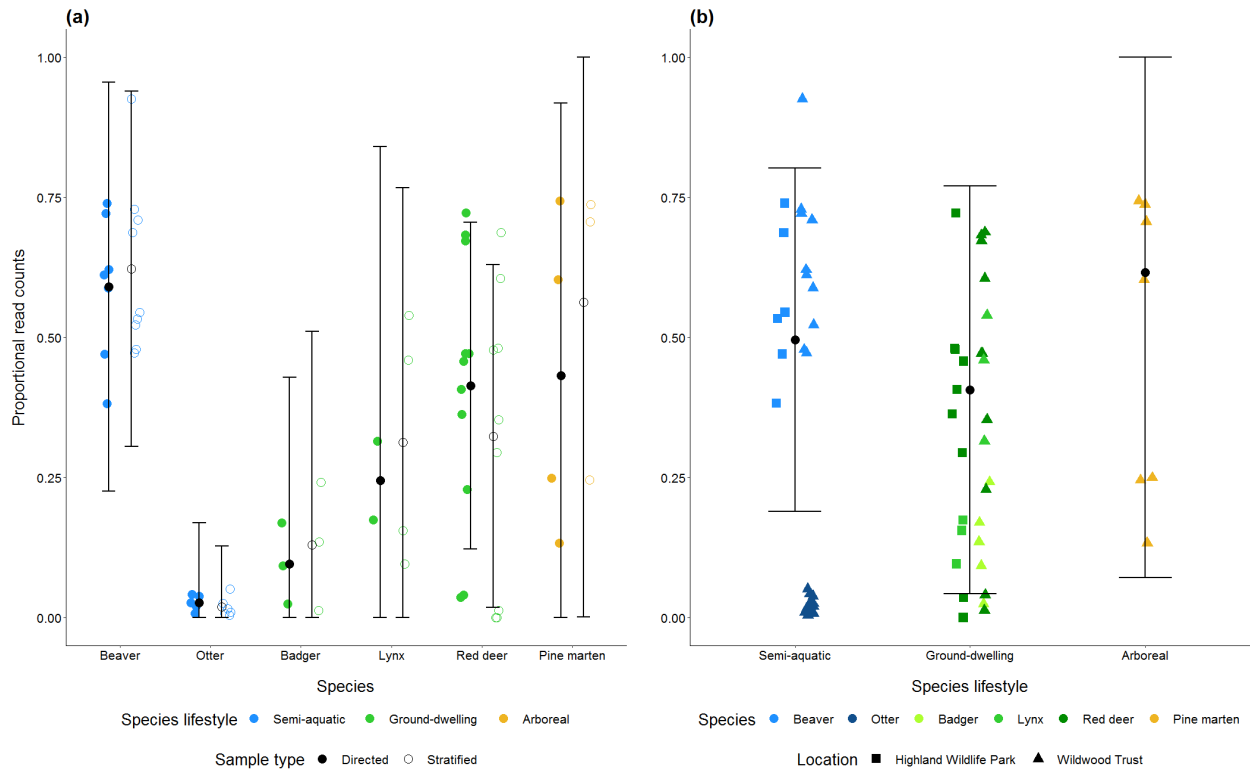 (a)
Proportional read counts
1.00
0.75
0.50
0.25
0.00
Beaver Otter Badger Lynx Red deer Pine marten
Species
Species lifestyle Semi-aquatic Ground-dwelling Arboreal
Sample type Directed Stratified
(b)
1.00
0.75
0.50
0.25
0.00
Semi-aquatic Ground-dwelling Arboreal
Species lifestyle
Species Beaver Otter Badger Lynx Red deer Pine marten
Location Highland Wildlife Park Wildwood Trust